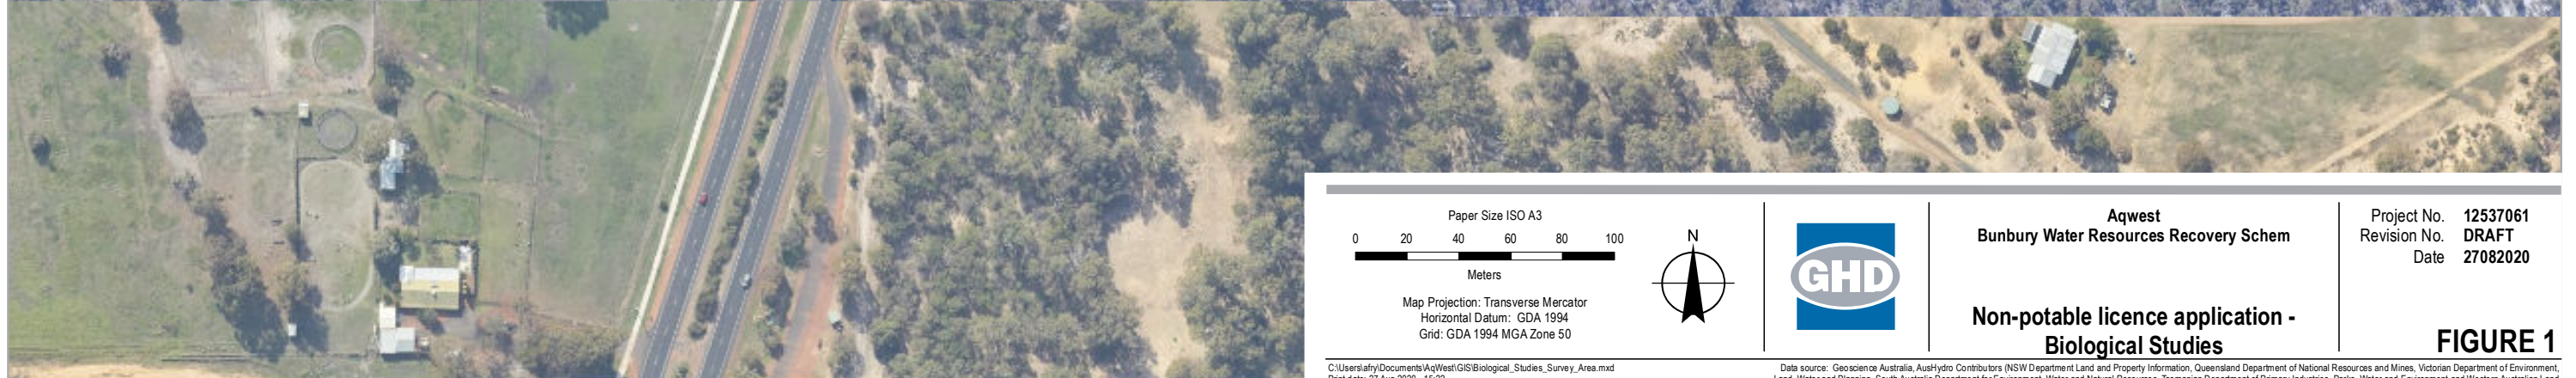 Paper Size ISO A3
0 20 40 60 80 100
Meters
Map Projection: Transverse Mercator
Horizontal Datum: GDA 1994
Grid: GDA 1994 MGA Zone 50
N
GHD
Aqwest
Bunbury Water Resources Recovery Schem
Non-potable licence application -
Biological Studies
Project No. 12537061
Revision No. DRAFT
Date 27082020
FIGURE 1
C:\Users\afry\Documents\AqWest\GIS\Biological_Studies_Survey_Area.mxd
Data source: Geoscience Australia, AusHydro Contributors (NSW Department Land and Property Information, Queensland Department of National Resources and Mines, Victorian Department of Environment,